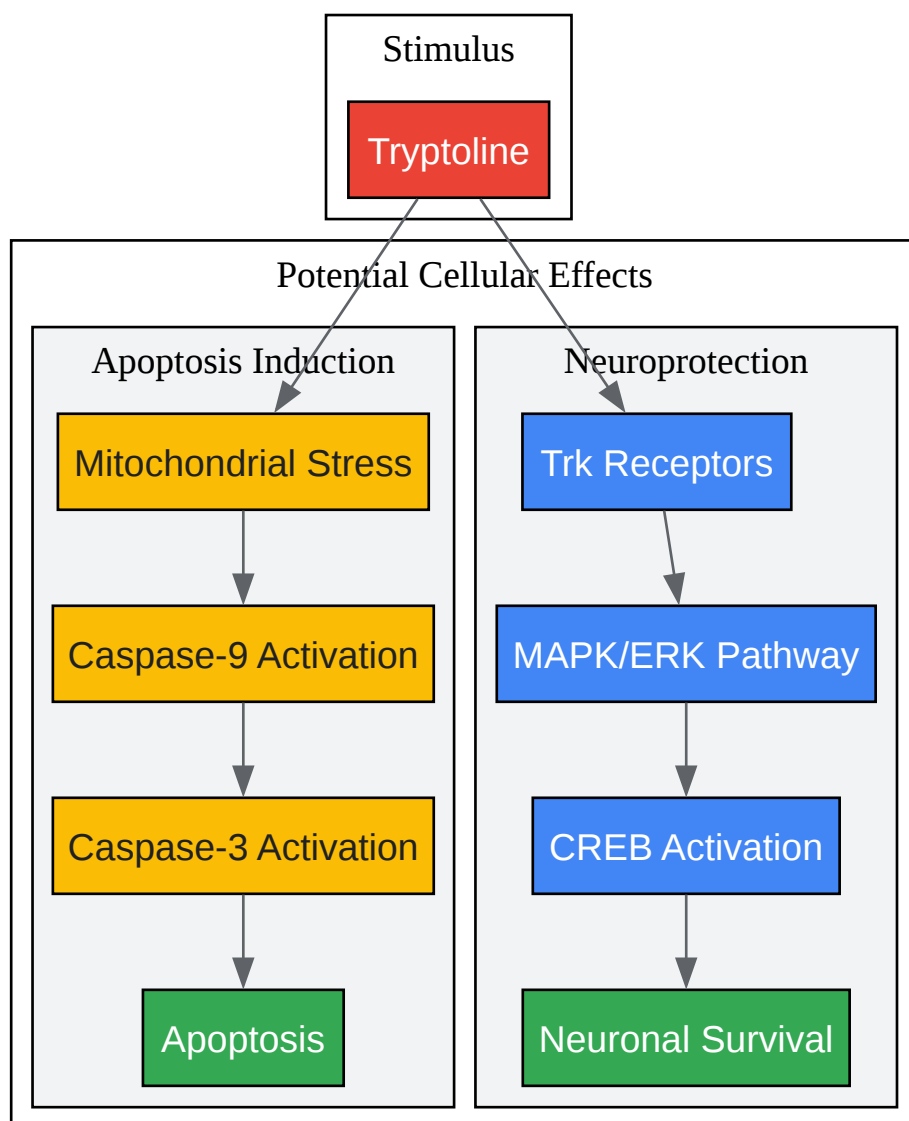 Stimulus
Tryptoline
Potential Cellular Effects
Apoptosis Induction
Mitochondrial Stress
Caspase-9 Activation
Caspase-3 Activation
Apoptosis
Neuroprotection
Trk Receptors
MAPK/ERK Pathway
CREB Activation
Neuronal Survival